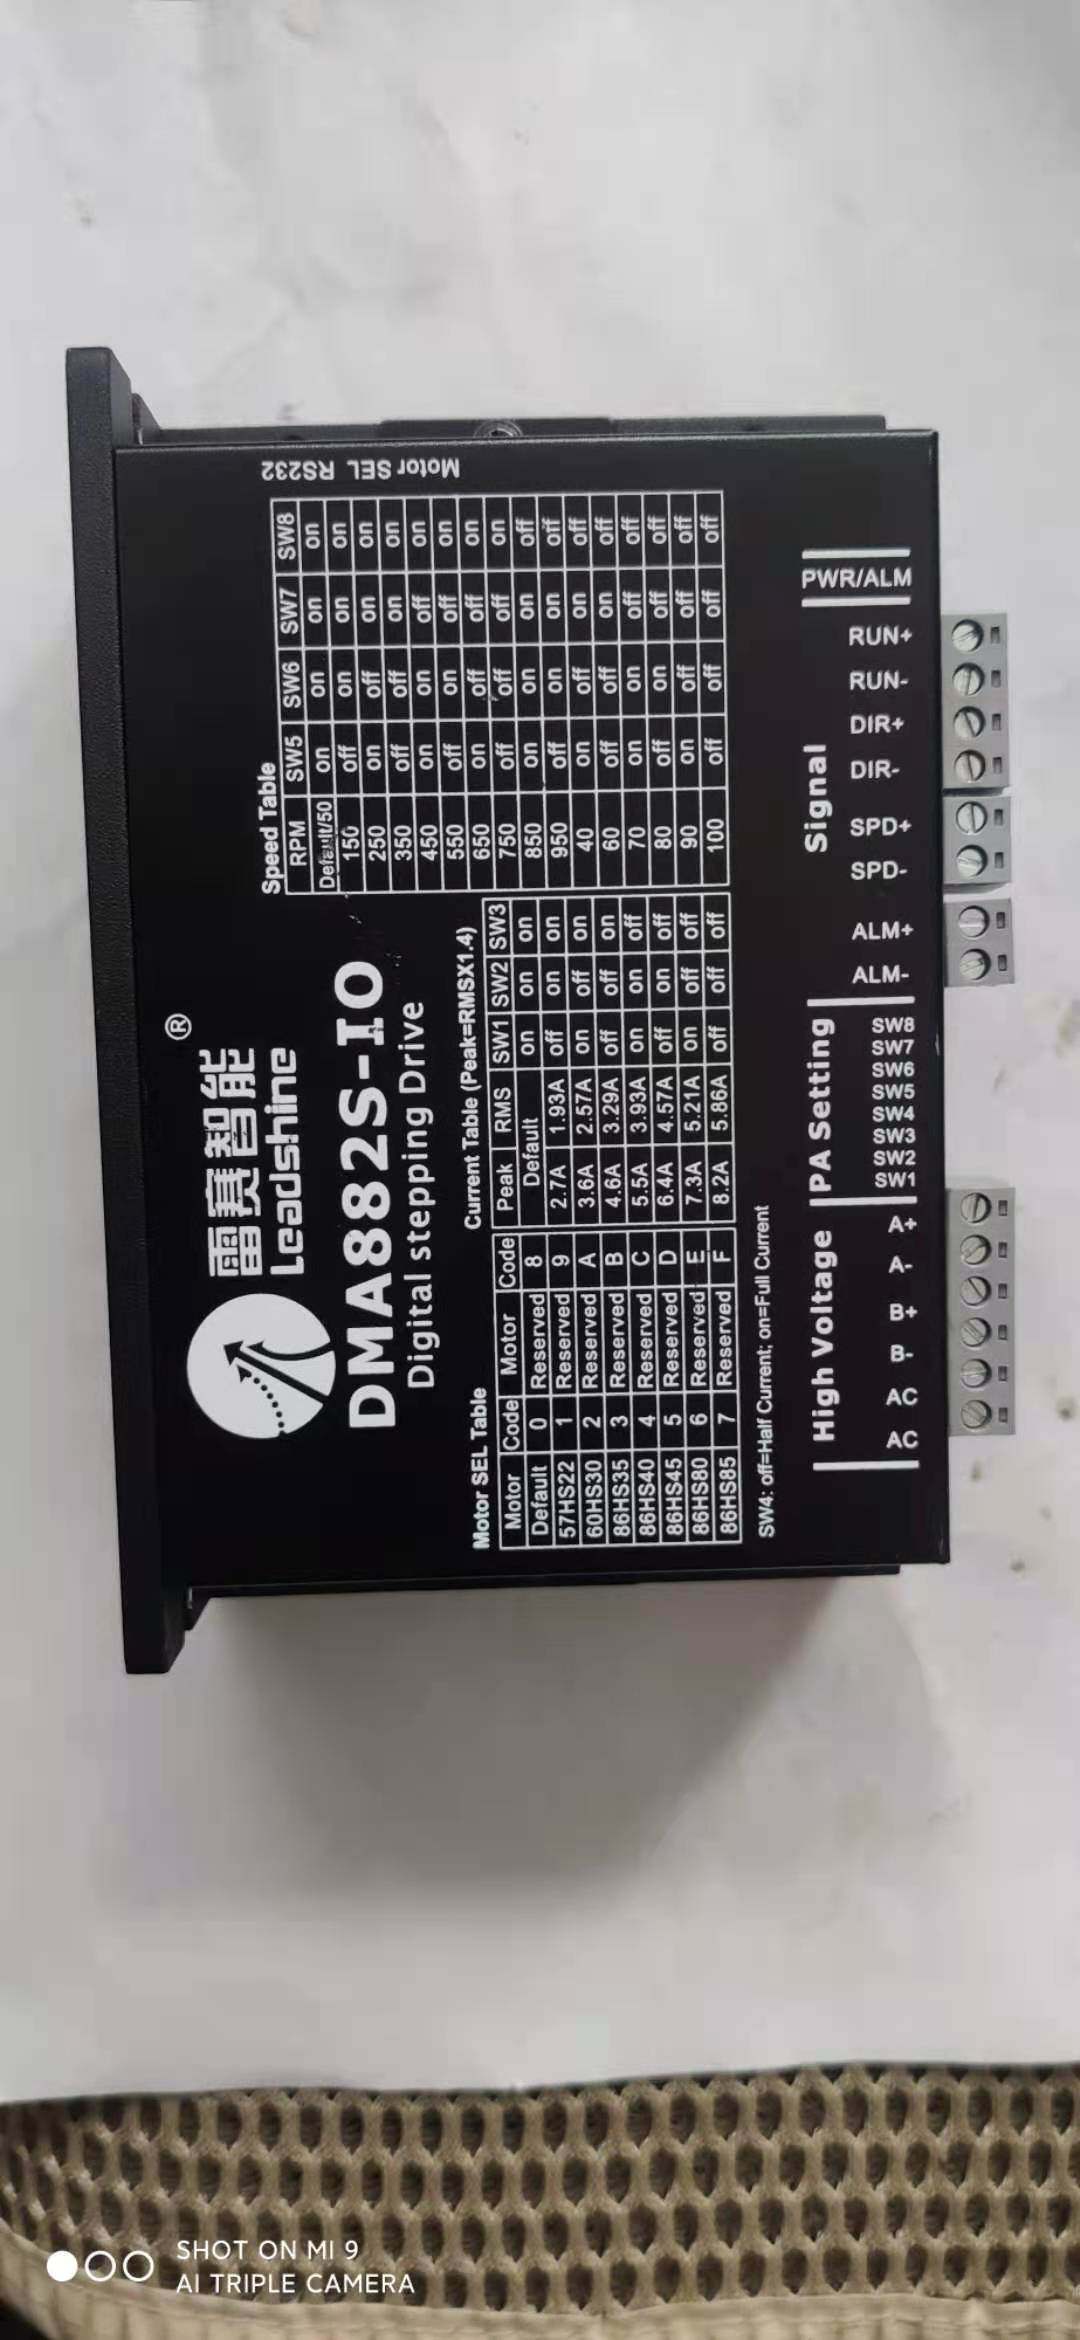 雷赛智能®
Leadshine
DMA882S-IO
Digital stepping Drive
Motor SEL Table
Motor Code Motor Code
Default 0 Reserved 8
57HS22 1 Reserved 9
60HS30 2 Reserved A
86HS35 3 Reserved B
86HS40 4 Reserved C
86HS45 5 Reserved D
86HS80 6 Reserved E
86HS85 7 Reserved F
Current Table (Peak=RMSX1.4)
Peak RMS SW1 SW2 SW3
Default on on on
2.7A 1.93A off on on
3.6A 2.57A on off on
4.6A 3.29A off off on
5.5A 3.93A on on off
6.4A 4.57A off on off
7.3A 5.21A on off off
8.2A 5.86A off off off
Speed Table
RPM SW5 SW6 SW7 SW8
Default/50 on on on on
150 off on on on
250 on off on on
350 off off on on
450 on on off on
550 off on off on
650 on off off on
750 off off off on
850 on on on off
950 off on on off
40 on off on off
60 off off on off
70 on on off off
80 off on off off
90 on off off off
100 off off off off
Motor SEL RS232
SW4: off=Half Current; on=Full Current
High Voltage
PA Setting
Signal
PWR/ALM
AC
AC
B-
B+
A-
A+
SW1
SW2
SW3
SW4
SW5
SW6
SW7
SW8
ALM-
ALM+
SPD-
SPD+
DIR-
DIR+
RUN-
RUN+
SHOT ON MI 9
AI TRIPLE CAMERA